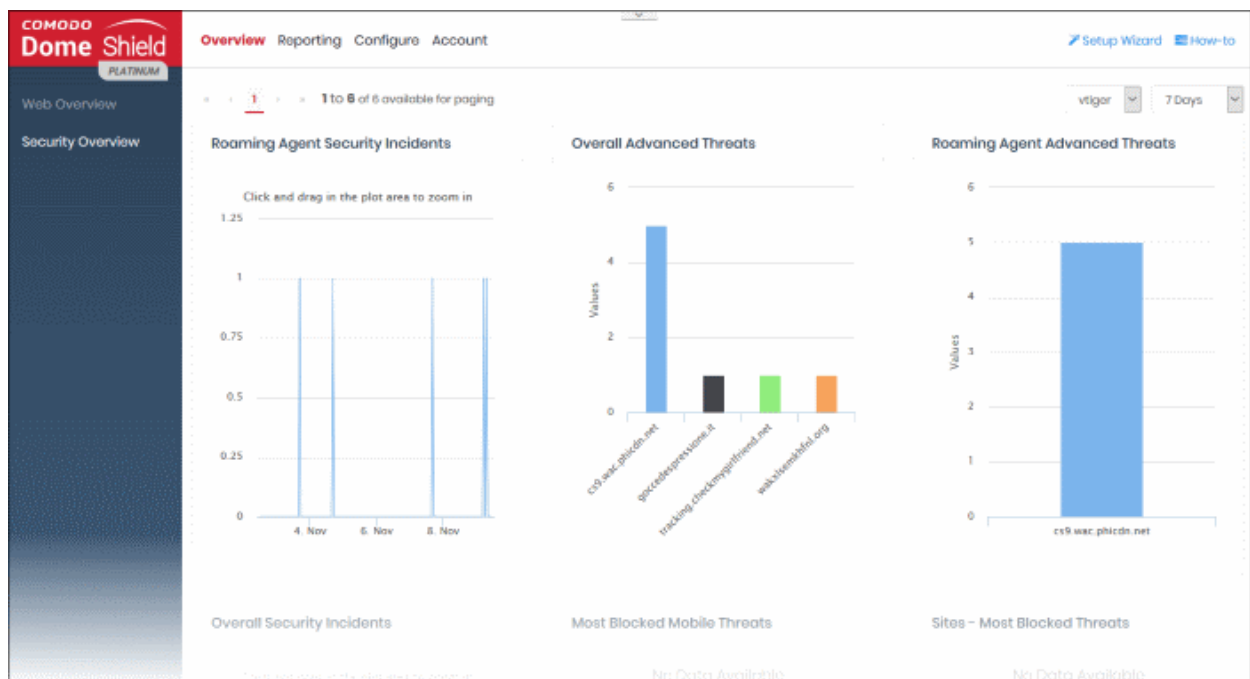 COMODO
Dome Shield
PLATINUM
Overview Reporting Configure Account
Setup Wizard How-to
Web Overview
Security Overview
1 1 to 6 of 6 available for paging
vtiger 7 Days
Roaming Agent Security Incidents
Click and drag in the plot area to zoom in
1.25
1
0.75
0.5
0.25
0
4. Nov 6. Nov 8. Nov
Overall Advanced Threats
6
4
2
0
Values
cs9.wac.phicdn.net
goccedespressione.it
tracking.checkmygirlfriend.net
Roaming Agent Advanced Threats
6
5
4
3
2
1
0
Values
cs9.wac.phicdn.net
Overall Security Incidents
Most Blocked Mobile Threats
No Data Available
Sites - Most Blocked Threats
No Data Available